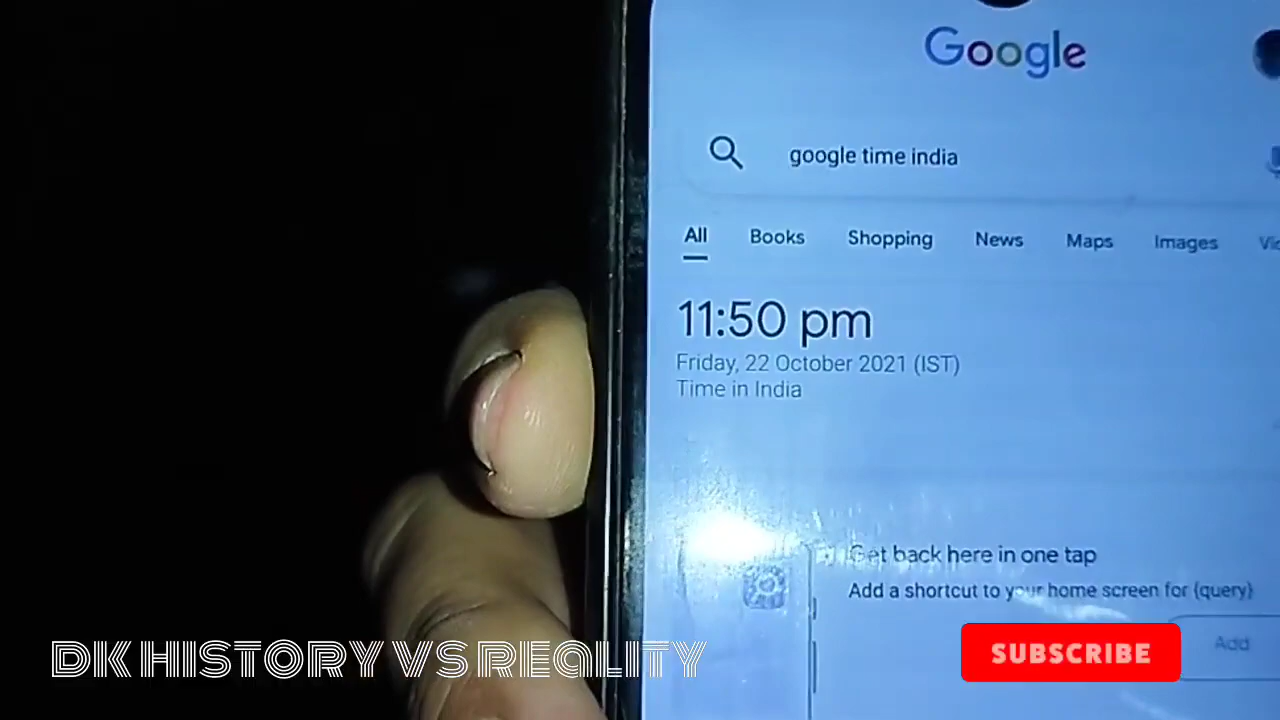 Google
google time india
All Books Shopping News Maps Images
11:50 pm
Friday, 22 October 2021 (IST)
Time in India
Get back here in one tap
Add a shortcut to your home screen for {query}
Add
DK HISTORY VS REALITY
SUBSCRIBE